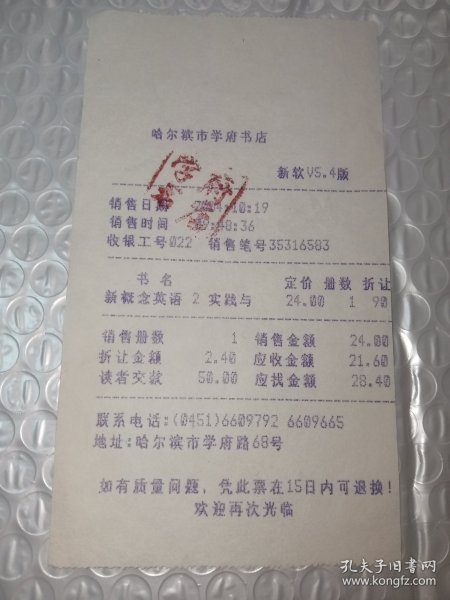 哈尔滨市学府书店
新软V5.4版
销售日期 10:19
销售时间 :36
收银工号022 销售笔号35316583
书名 定价 册数 折让
新概念英语 2 实践与 24.00 1 90
销售册数 1 销售金额 24.00
折让金额 2.40 应收金额 21.60
读者交款 50.00 应找金额 28.40
联系电话:(0451)6609792 6609665
地址:哈尔滨市学府路68号
如有质量问题，凭此票在15日内可退换!
欢迎再次光临
孔夫子旧书网
www.kongfz.com